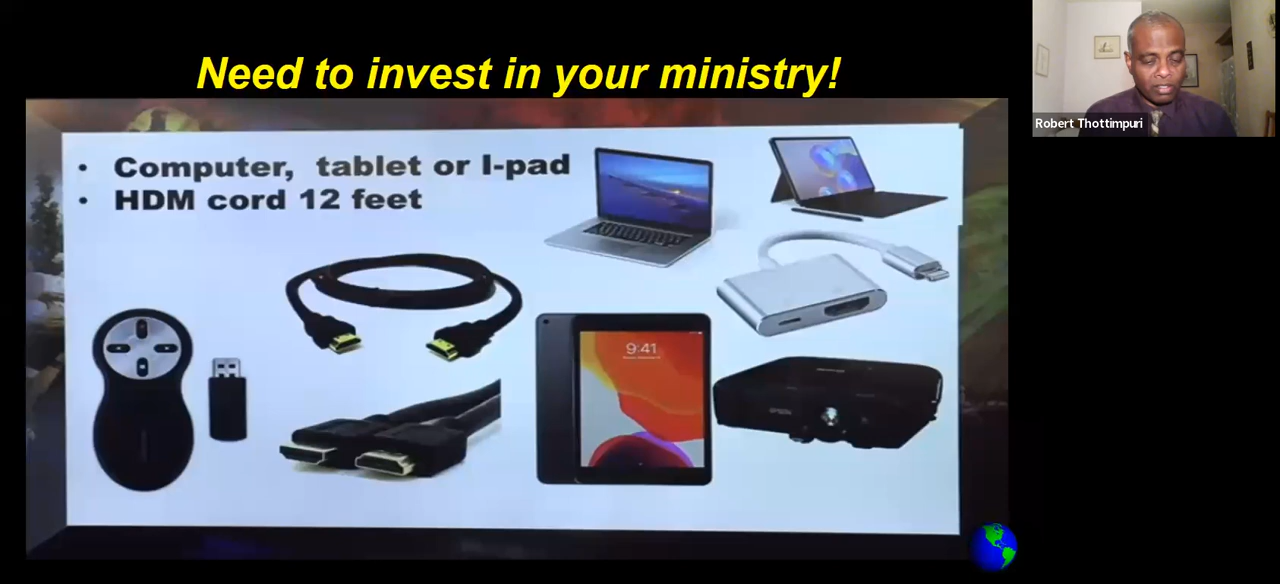 Need to invest in your ministry!
Robert Thottimpuri
• Computer, tablet or I-pad
• HDM cord 12 feet
9:41